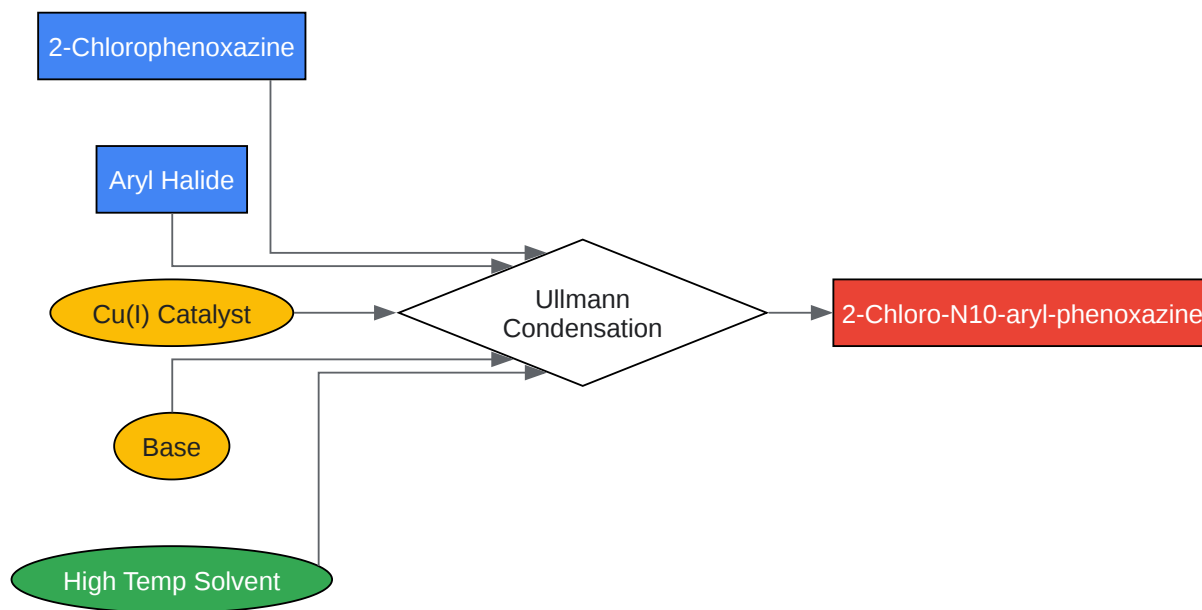 2-Chlorophenoxazine
Aryl Halide
Cu(I) Catalyst
Base
High Temp Solvent
Ullmann
Condensation
2-Chloro-N10-aryl-phenoxazine